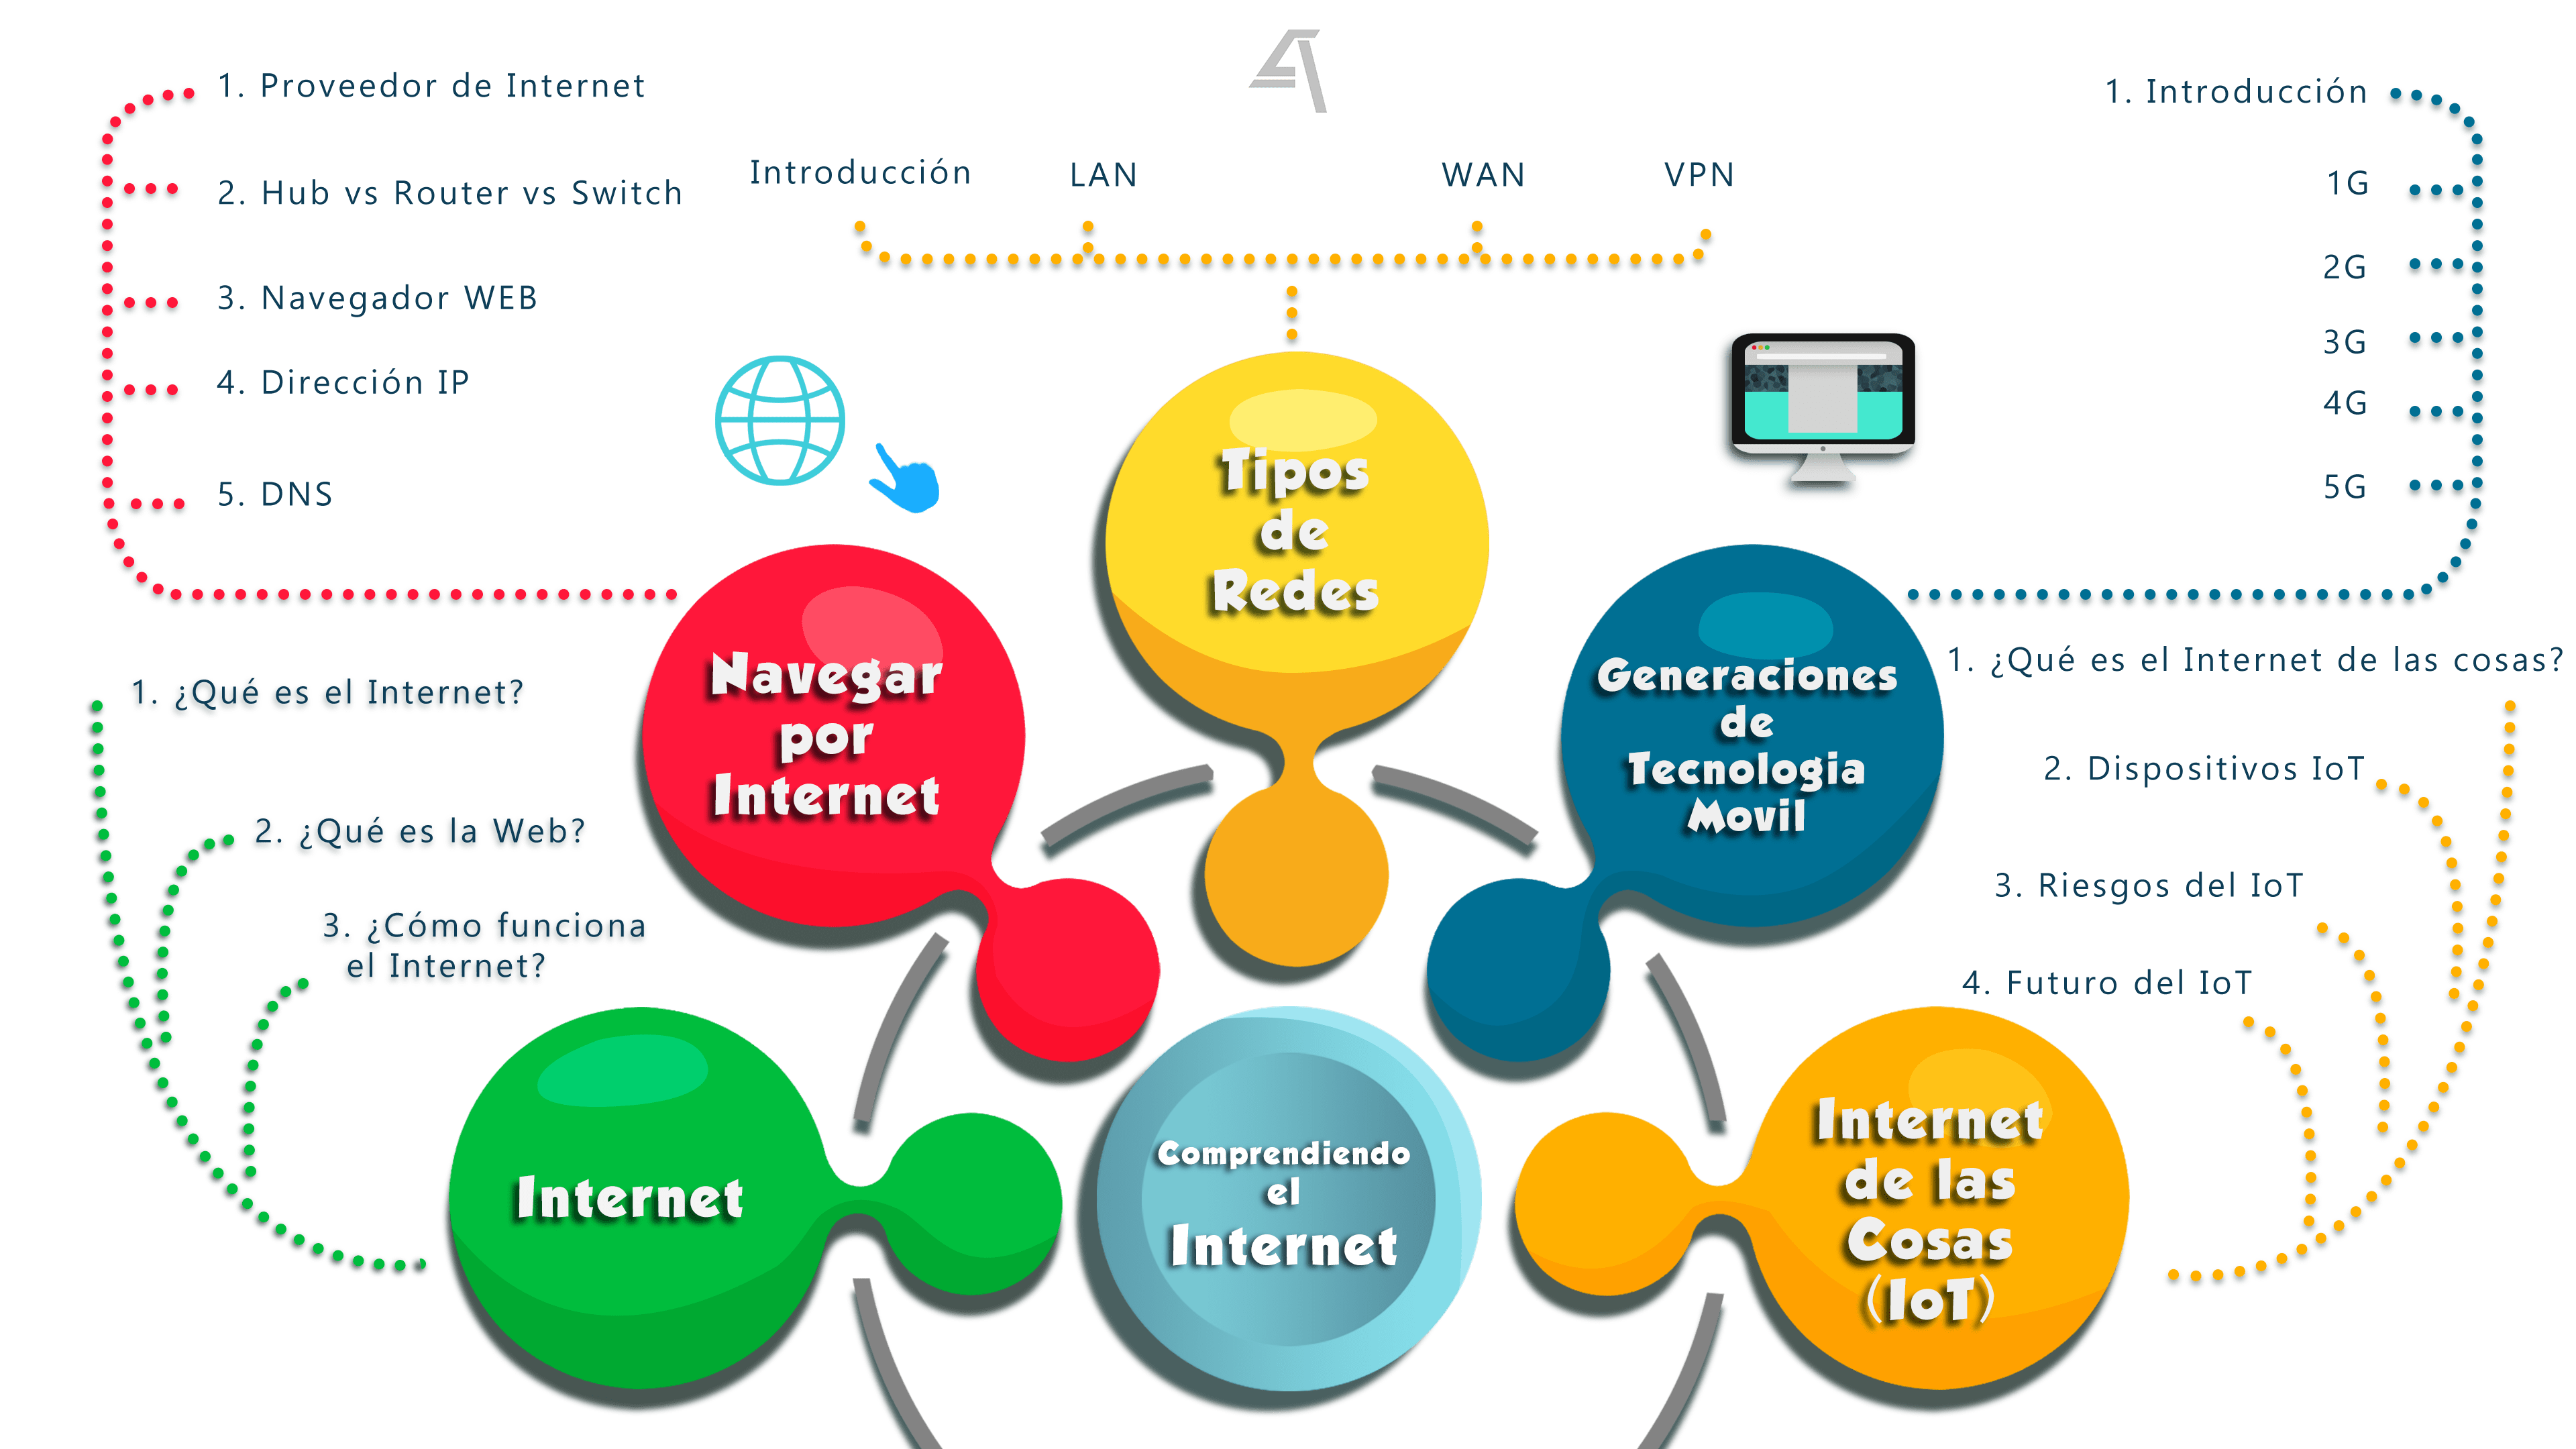 1. Proveedor de Internet
2. Hub vs Router vs Switch
3. Navegador WEB
4. Dirección IP
5. DNS
Introducción
LAN
WAN
VPN
1. Introducción
1G
2G
3G
4G
5G
Tipos
de
Redes
Navegar
por
Internet
Generaciones
de
Tecnologia
Movil
1. ¿Qué es el Internet?
2. ¿Qué es la Web?
3. ¿Cómo funciona
el Internet?
1. ¿Qué es el Internet de las cosas?
2. Dispositivos IoT
3. Riesgos del IoT
4. Futuro del IoT
Internet
Comprendiendo
el
Internet
Internet
de las
Cosas
(IoT)